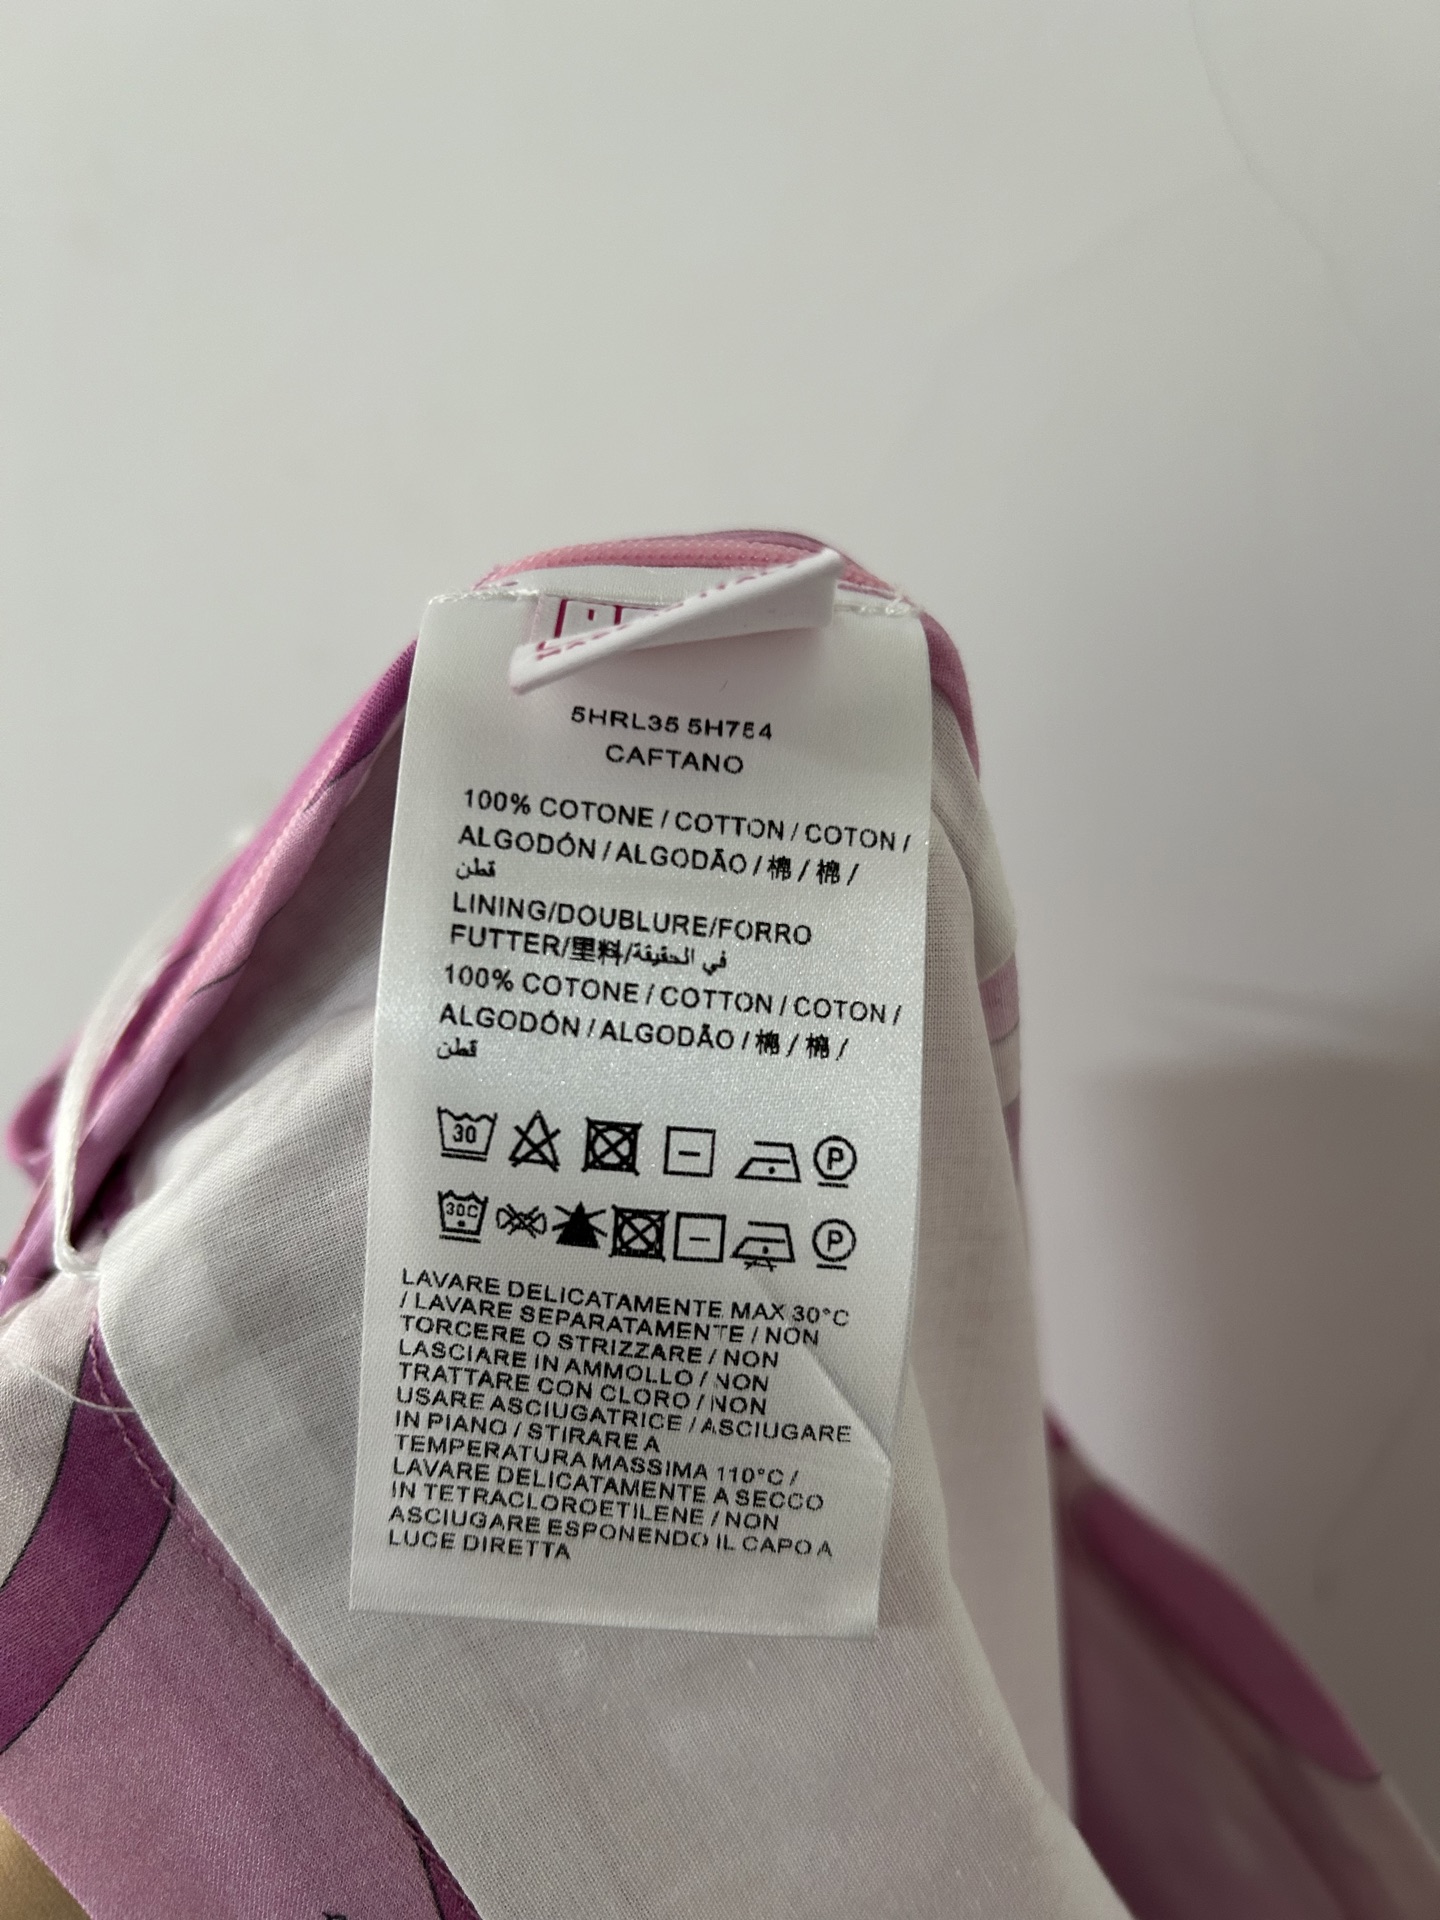 5HRL35 5H754
CAFTANO
100% COTONE / COTTON / COTON /
ALGODÓN / ALGODÃO / 棉 / 棉 /
قطن
LINING/DOUBLURE/FORRO
FUTTER/里料/في الحقيقة
100% COTONE / COTTON / COTON /
ALGODÓN / ALGODÃO / 棉 / 棉 /
قطن
30 P
30C P
LAVARE DELICATAMENTE MAX 30°C
/ LAVARE SEPARATAMENTE / NON
TORCERE O STRIZZARE / NON
LASCIARE IN AMMOLLO / NON
TRATTARE CON CLORO / NON
USARE ASCIUGATRICE / ASCIUGARE
IN PIANO / STIRARE A
TEMPERATURA MASSIMA 110°C /
LAVARE DELICATAMENTE A SECCO
IN TETRACLOROETILENE / NON
ASCIUGARE ESPONENDO IL CAPO A
LUCE DIRETTA